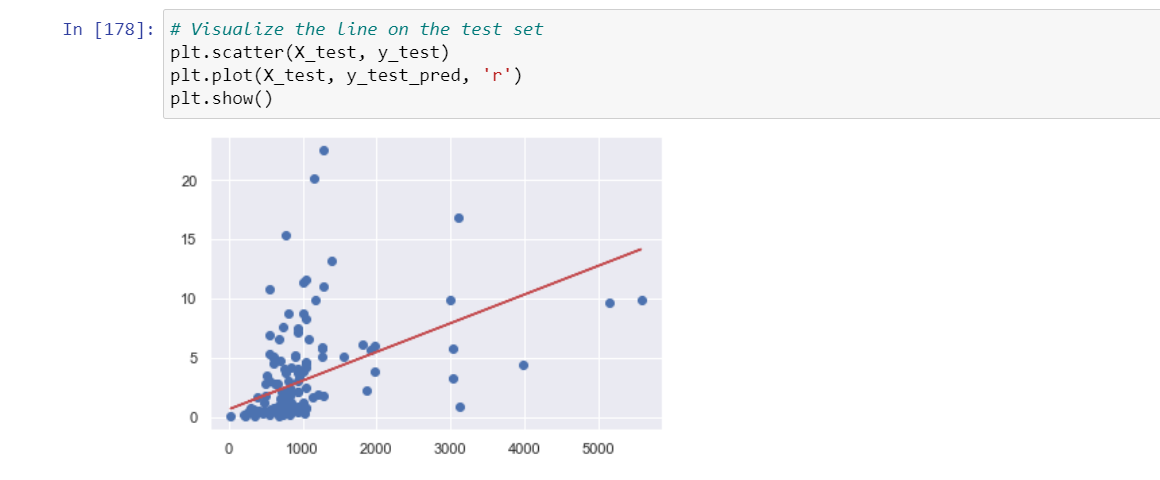 In [178]: # Visualize the line on the test set
plt.scatter(X_test, y_test)
plt.plot(X_test, y_test_pred, 'r')
plt.show()
20
15
10
5
0
0 1000 2000 3000 4000 5000